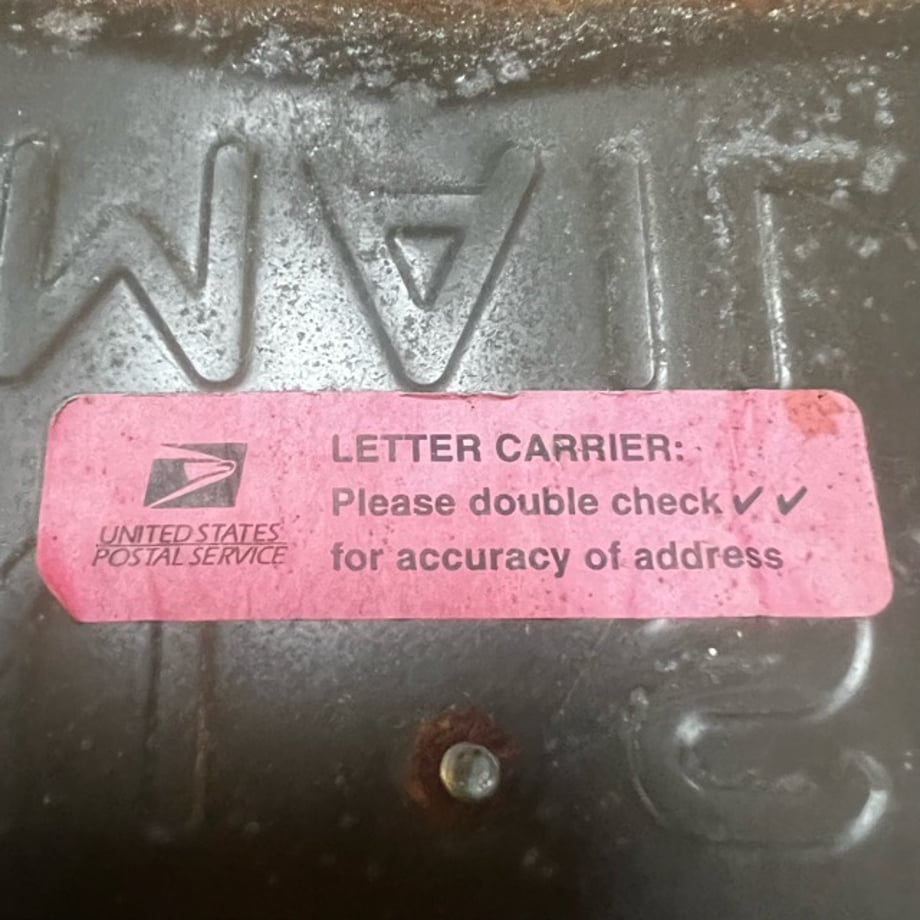 MAIL
UNITED STATES
POSTAL SERVICE
LETTER CARRIER:
Please double check ✓ ✓
for accuracy of address